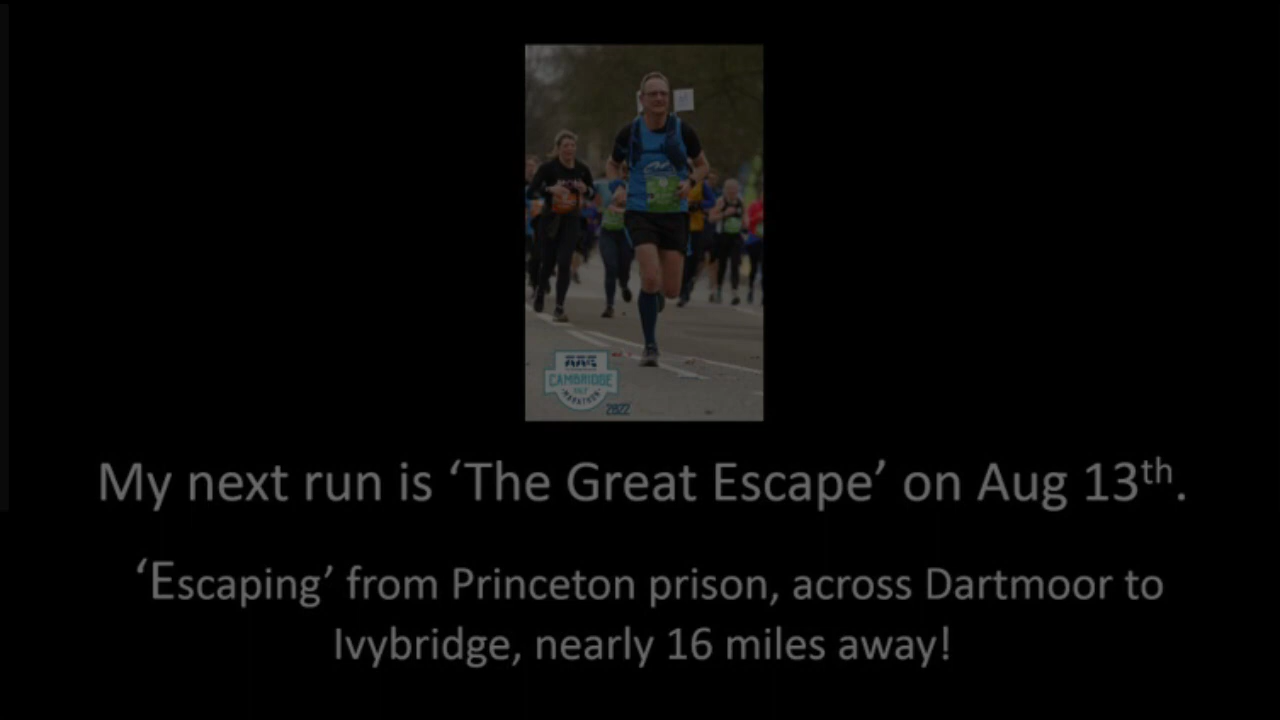 CAMBRIDGE
MARATHON
2022
My next run is ‘The Great Escape’ on Aug 13th.
‘Escaping’ from Princeton prison, across Dartmoor to
Ivybridge, nearly 16 miles away!